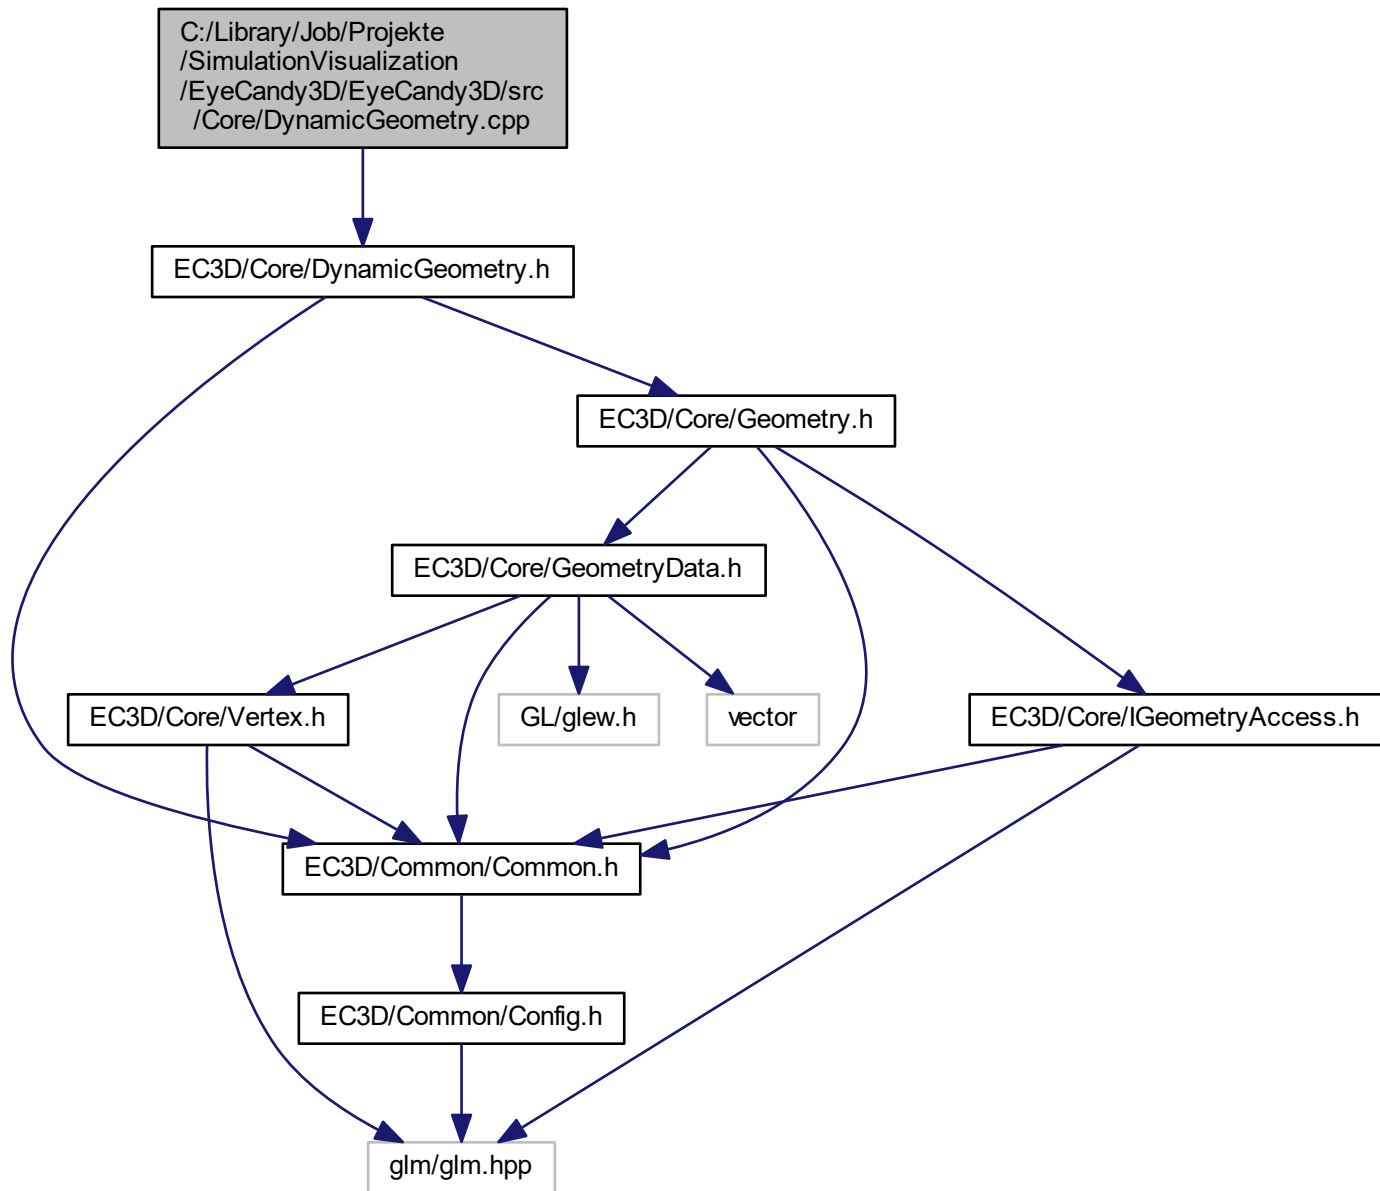 C:/Library/Job/Projekte
/SimulationVisualization
/EyeCandy3D/EyeCandy3D/src
/Core/DynamicGeometry.cpp
EC3D/Core/DynamicGeometry.h
EC3D/Core/Geometry.h
EC3D/Core/GeometryData.h
EC3D/Core/Vertex.h
GL/glew.h
vector
EC3D/Core/IGeometryAccess.h
EC3D/Common/Common.h
EC3D/Common/Config.h
glm/glm.hpp